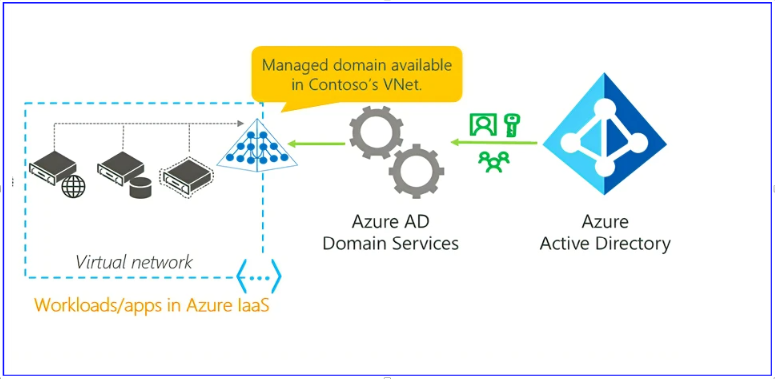 Managed domain available
in Contoso's VNet.
Azure AD
Domain Services
Azure
Active Directory
Virtual network
Workloads/apps in Azure IaaS